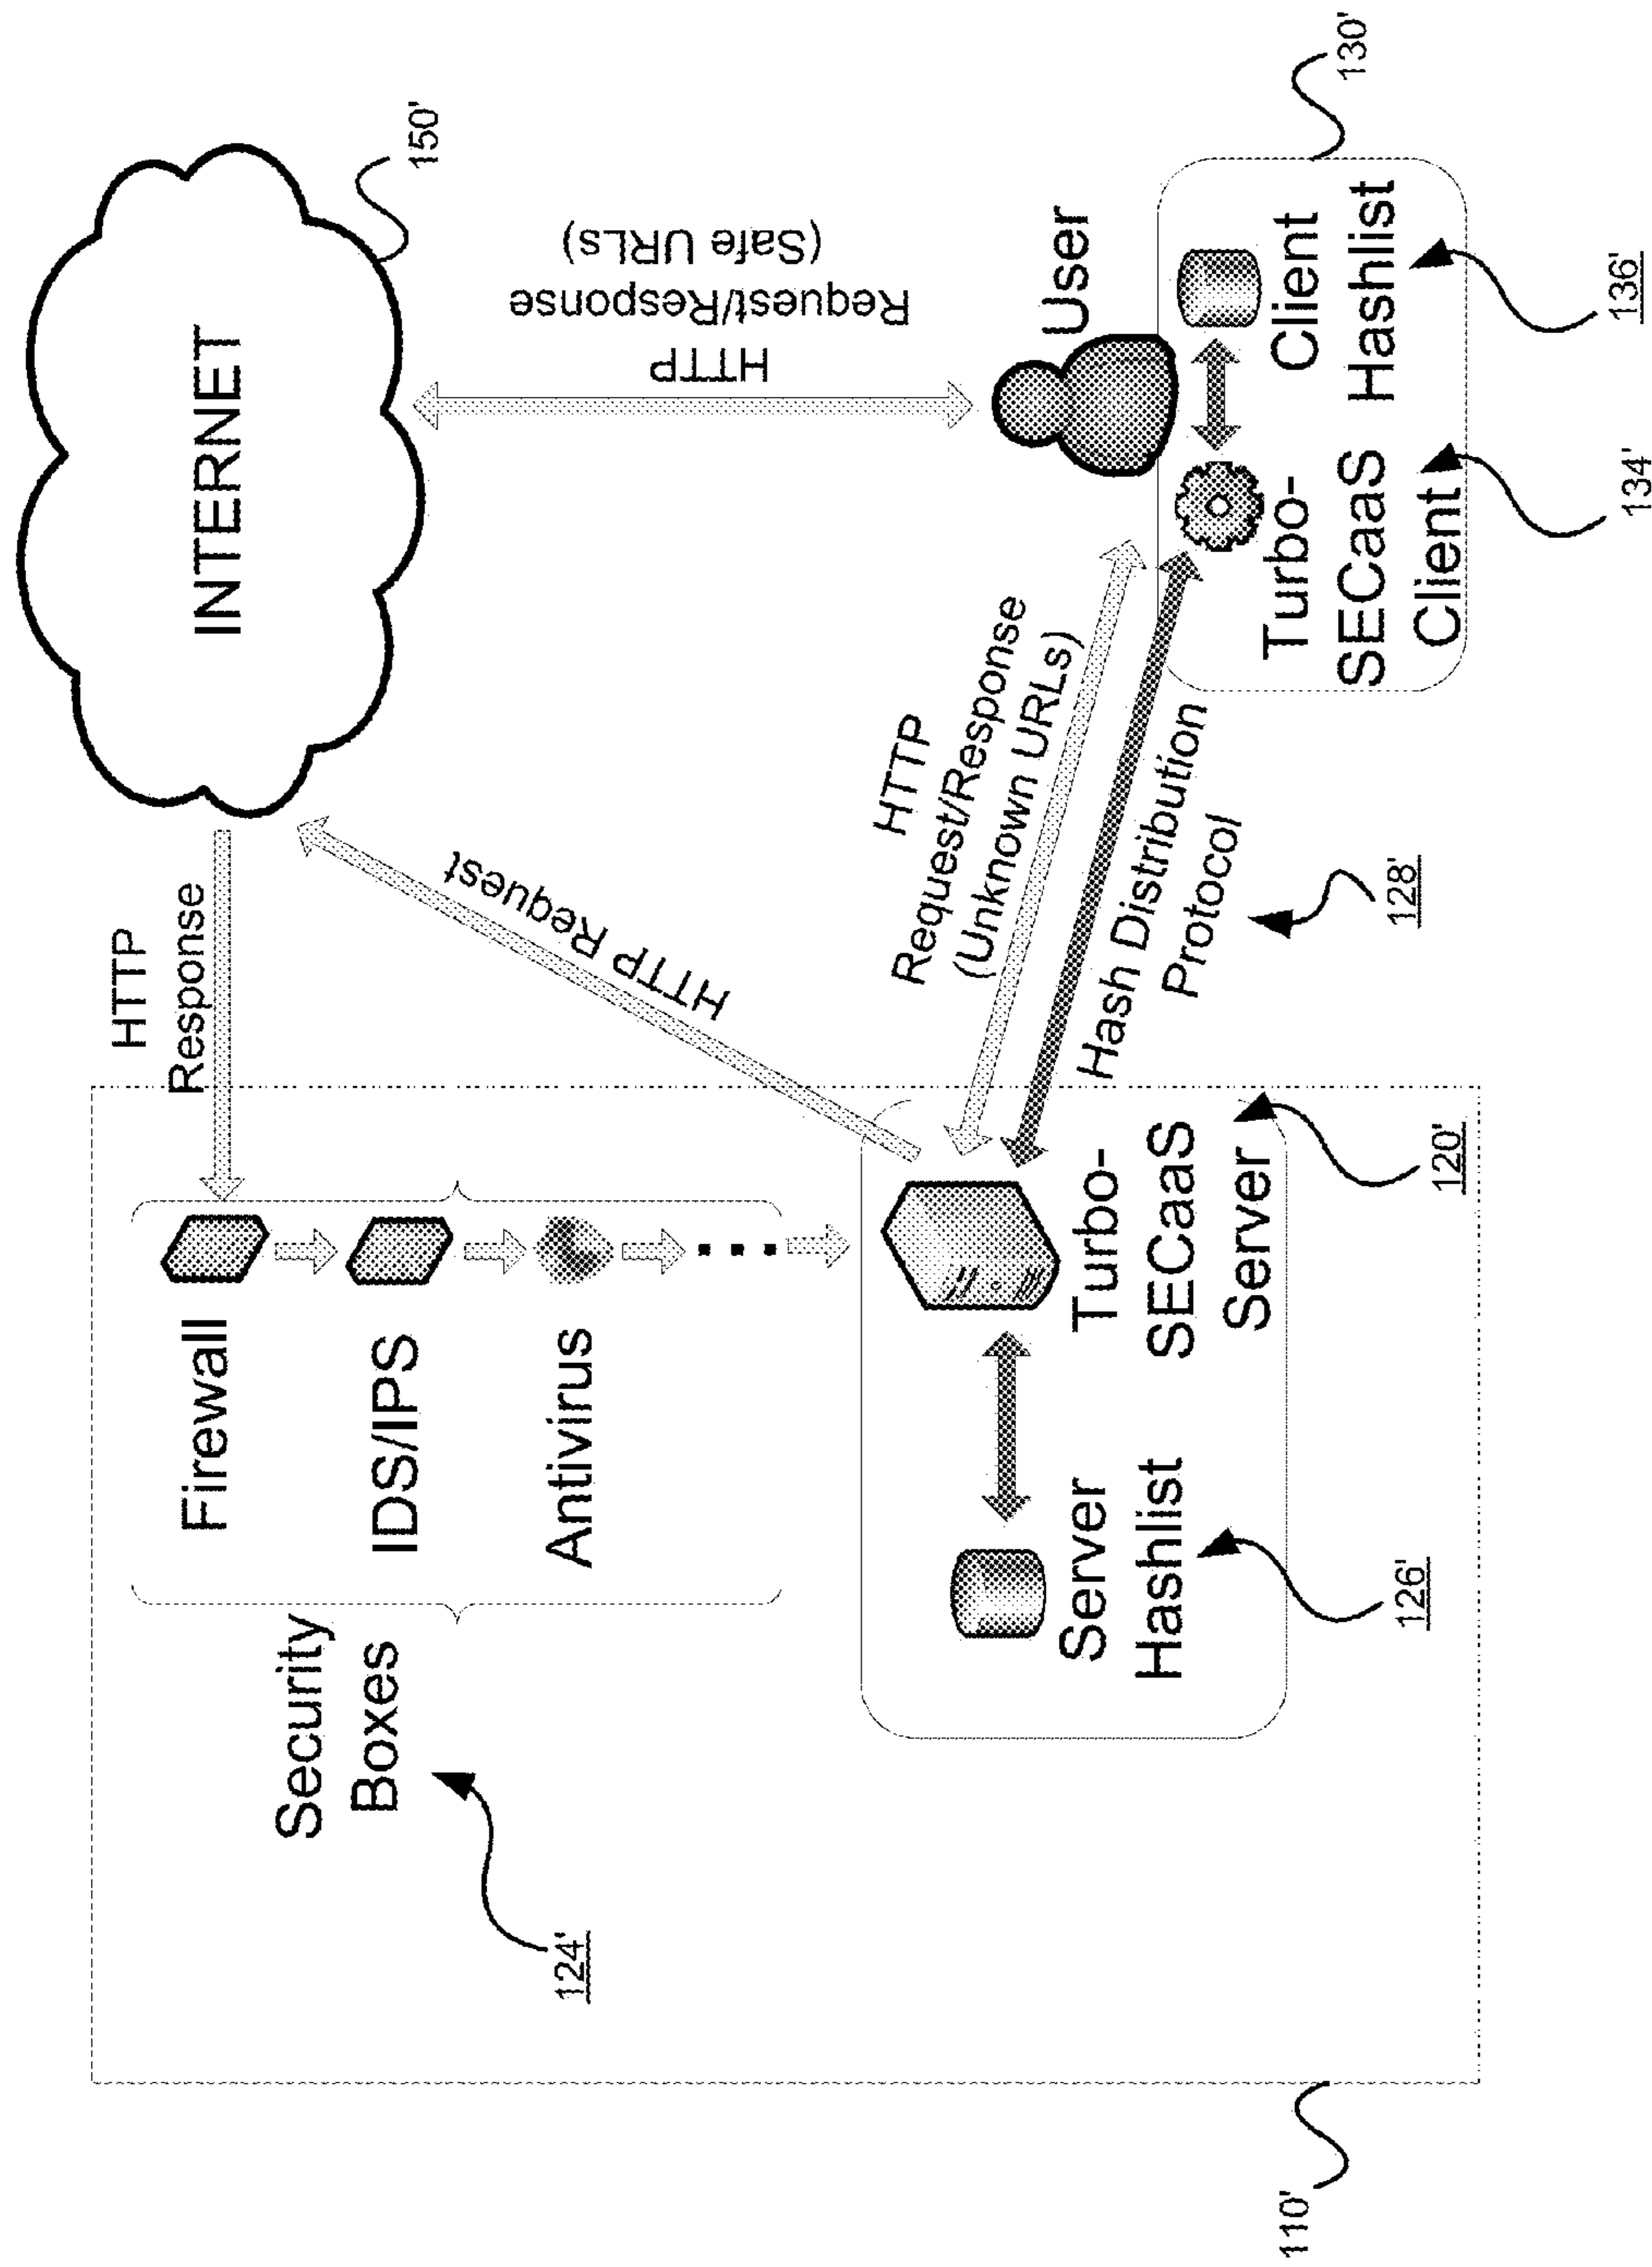 INTERNET
150'
HTTP
Response
HTTP Request
HTTP
Request/Response
(Safe URLs)
Firewall
IDS/IPS
Antivirus
Security
Boxes
124'
HTTP
Request/Response
(Unknown URLs)
Hash Distribution
Protocol
128'
User
Turbo-
SECaaS
Client
134'
Client
Hashlist
136'
130'
Server
Hashlist
126'
Turbo-
SECaaS
Server
120'
110'